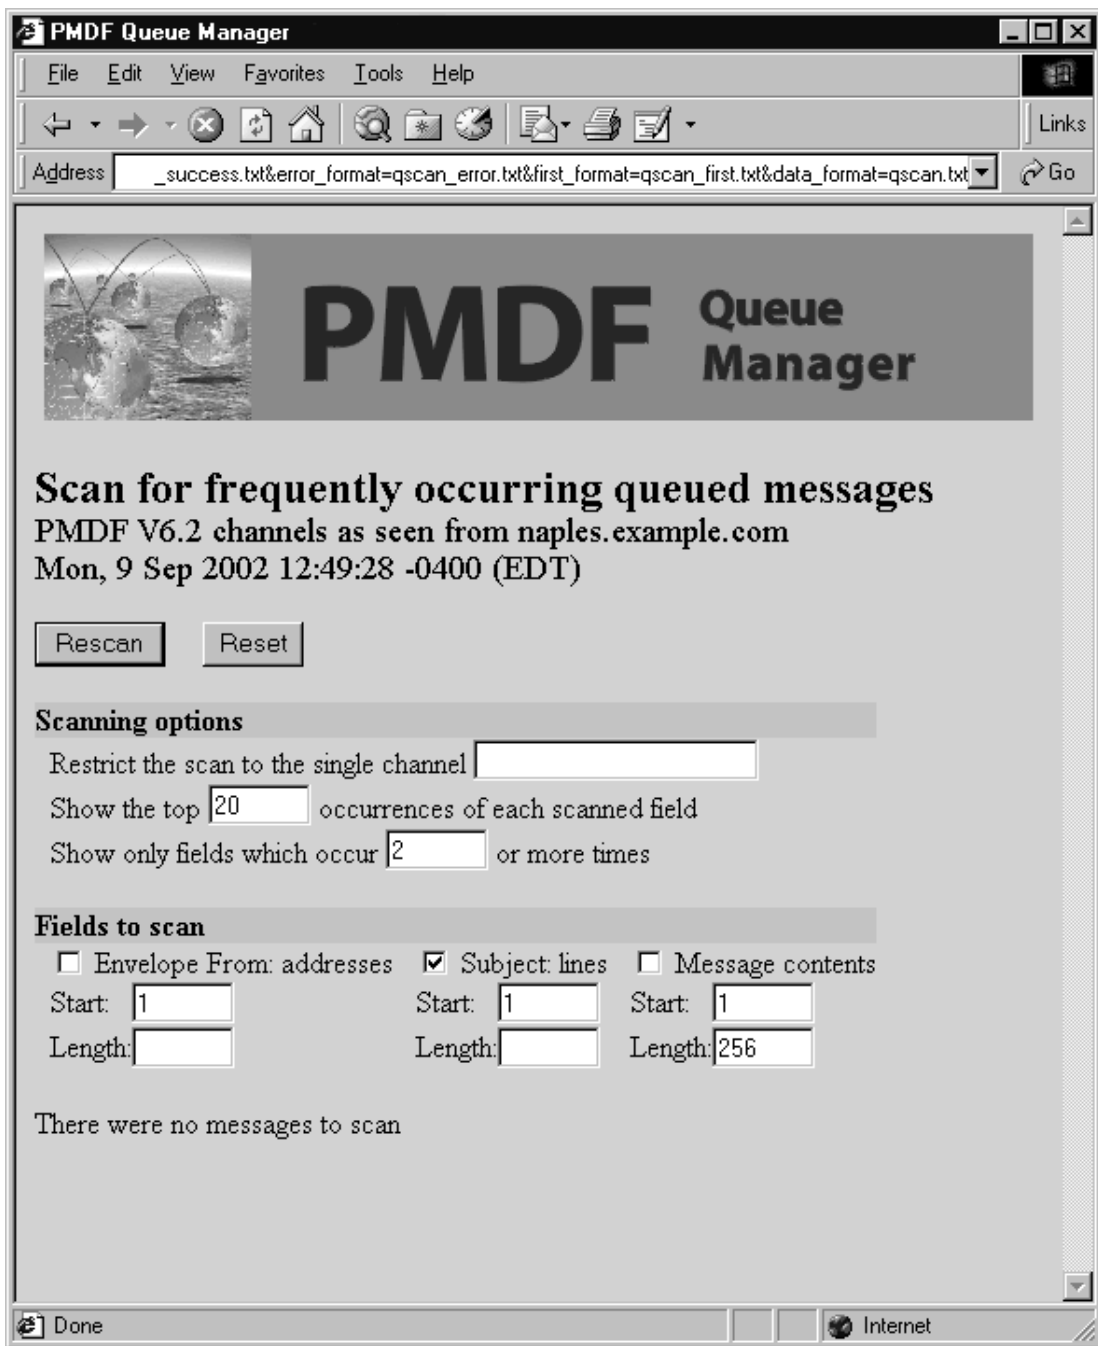 PMDF Queue Manager
File Edit View Favorites Tools Help
Links
Address _success.txt&error_format=qscan_error.txt&first_format=qscan_first.txt&data_format=qscan.txt Go
PMDF Queue
Manager
Scan for frequently occurring queued messages
PMDF V6.2 channels as seen from naples.example.com
Mon, 9 Sep 2002 12:49:28 -0400 (EDT)
Rescan Reset
Scanning options
Restrict the scan to the single channel
Show the top 20 occurrences of each scanned field
Show only fields which occur 2 or more times
Fields to scan
Envelope From: addresses Subject: lines Message contents
Start: 1 Start: 1 Start: 1
Length: Length: Length: 256
There were no messages to scan
Done Internet